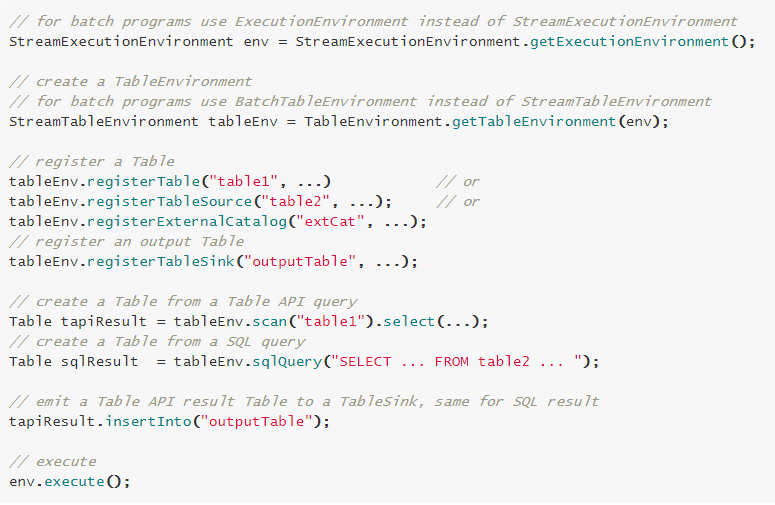 // for batch programs use ExecutionEnvironment instead of StreamExecutionEnvironment
StreamExecutionEnvironment env = StreamExecutionEnvironment.getExecutionEnvironment();
// create a TableEnvironment
// for batch programs use BatchTableEnvironment instead of StreamTableEnvironment
StreamTableEnvironment tableEnv = TableEnvironment.getTableEnvironment(env);
// register a Table
tableEnv.registerTable("table1", ...)            // or
tableEnv.registerTableSource("table2", ...);     // or
tableEnv.registerExternalCatalog("extCat", ...);
// register an output Table
tableEnv.registerTableSink("outputTable", ...);
// create a Table from a Table API query
Table tapiResult = tableEnv.scan("table1").select(...);
// create a Table from a SQL query
Table sqlResult  = tableEnv.sqlQuery("SELECT ... FROM table2 ... ");
// emit a Table API result Table to a TableSink, same for SQL result
tapiResult.insertInto("outputTable");
// execute
env.execute();